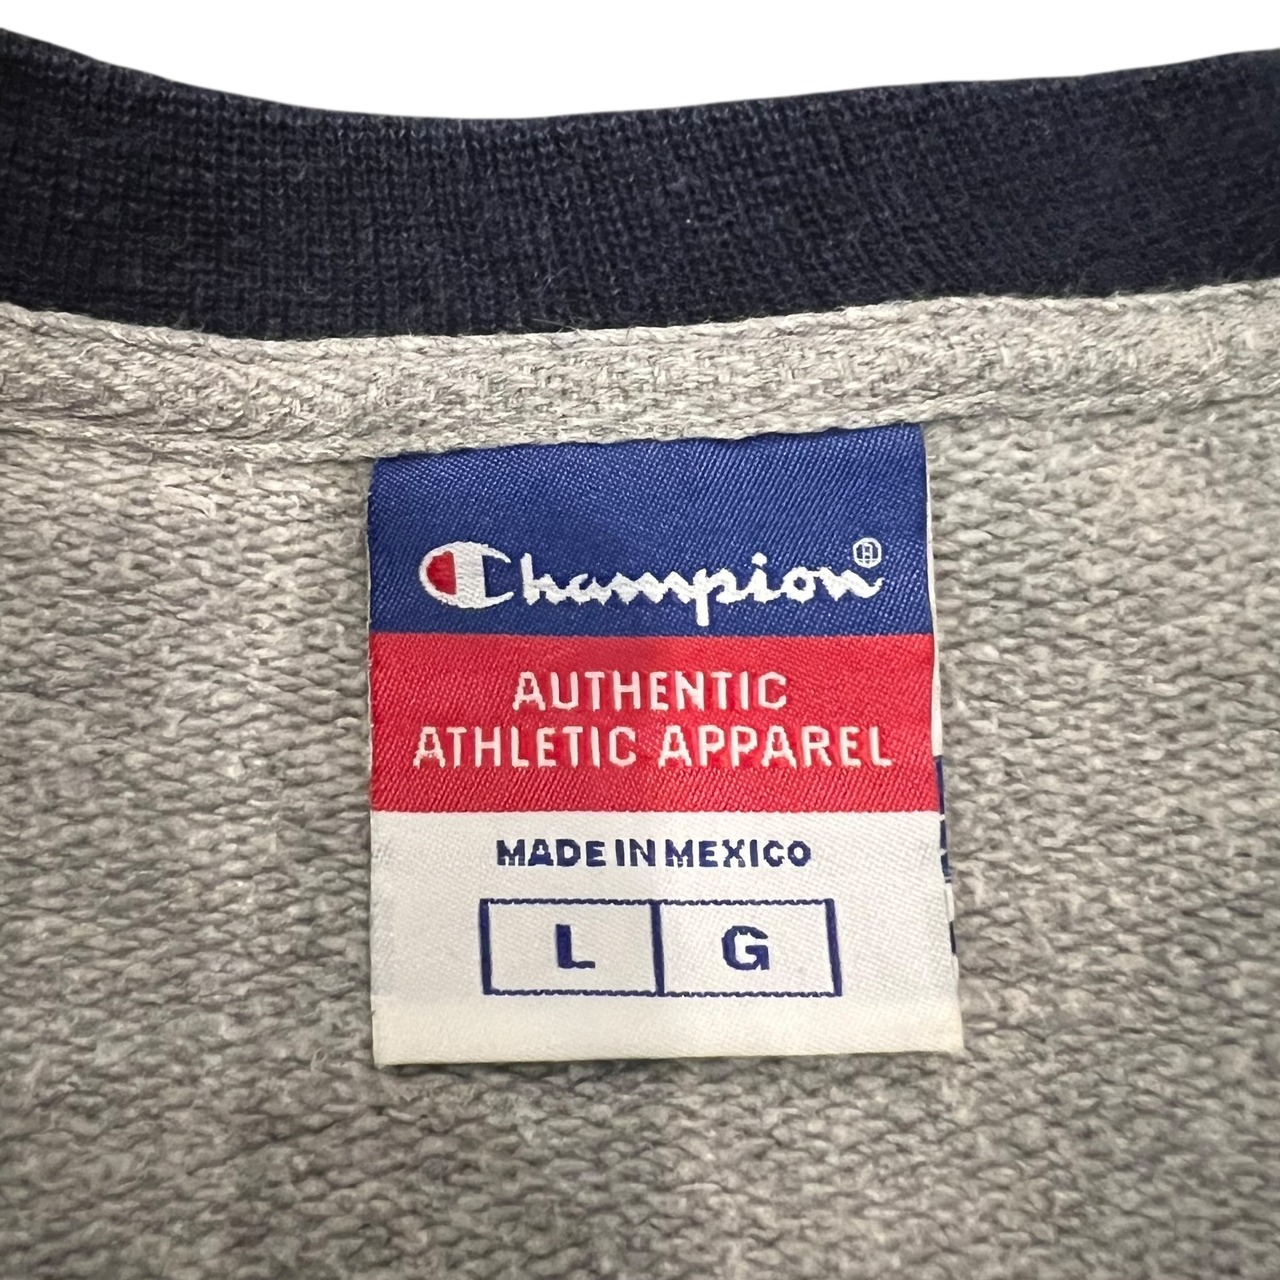 Champion®
AUTHENTIC
ATHLETIC APPAREL
MADE IN MEXICO
L G